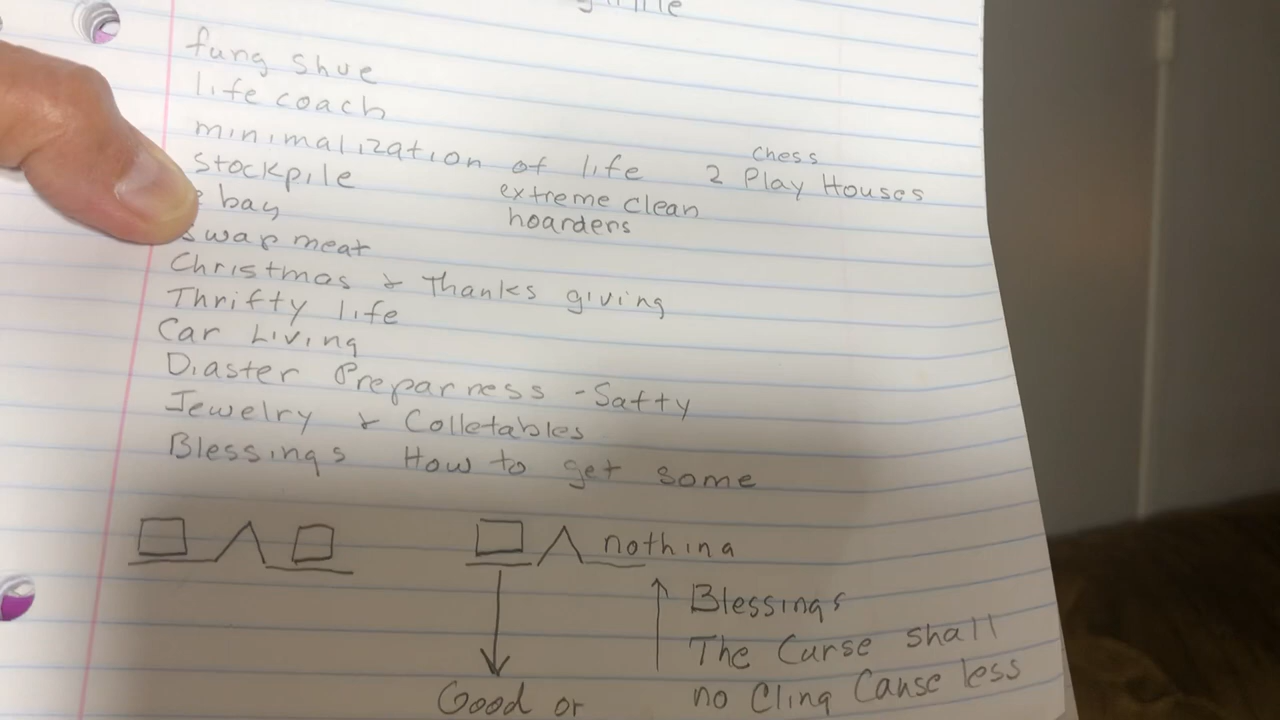 fung shue
life coach
minimalization of life
Chess
2 Play Houses
stockpile
extreme clean
hoarders
bay
swap meat
Christmas & Thanks giving
Thrifty life
Car Living
Diaster Preparness - Safty
Jewelry & Colletables
Blessings How to get some
nothing
Blessings
The Curse shall
no Cling Cause less
Good or